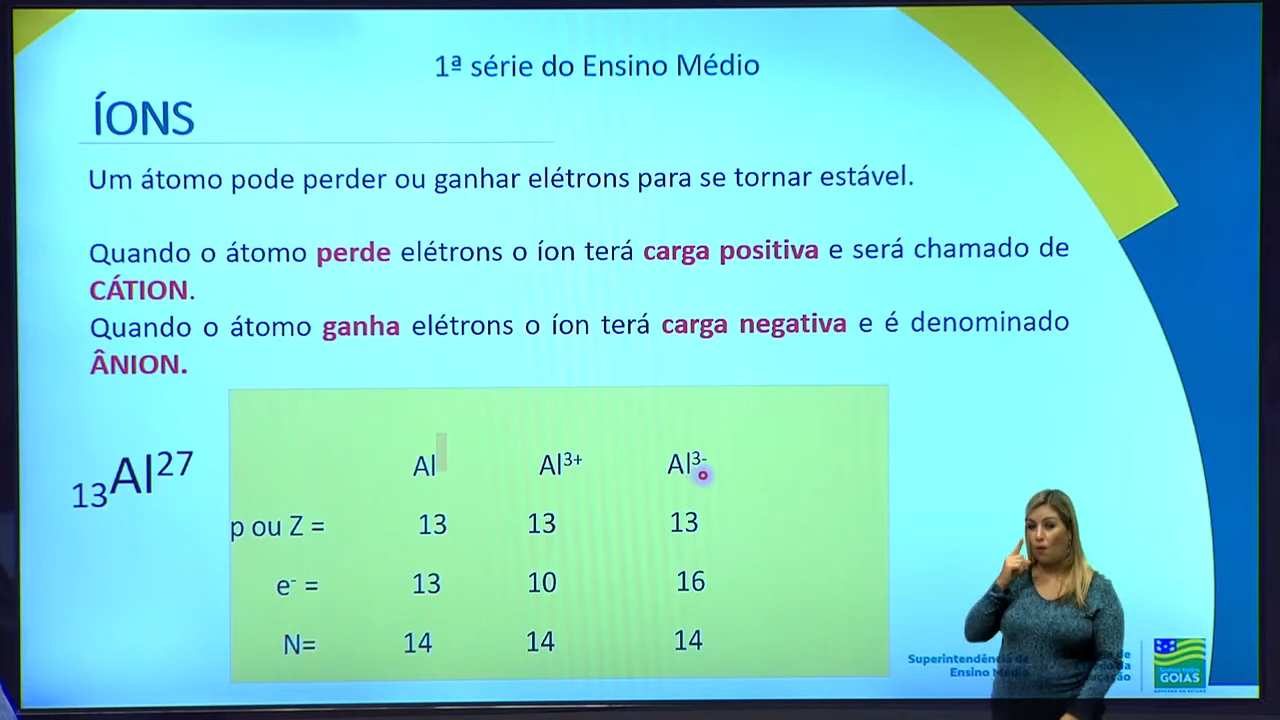 1ª série do Ensino Médio
ÍONS
Um átomo pode perder ou ganhar elétrons para se tornar estável.
Quando o átomo perde elétrons o íon terá carga positiva e será chamado de
CÁTION.
Quando o átomo ganha elétrons o íon terá carga negativa e é denominado
ÂNION.
₁₃Al²⁷
Al Al³⁺ Al³⁻
p ou Z = 13 13 13
e⁻ = 13 10 16
N= 14 14 14
Superintendência de
Ensino Médio
de
da
GOIÁS